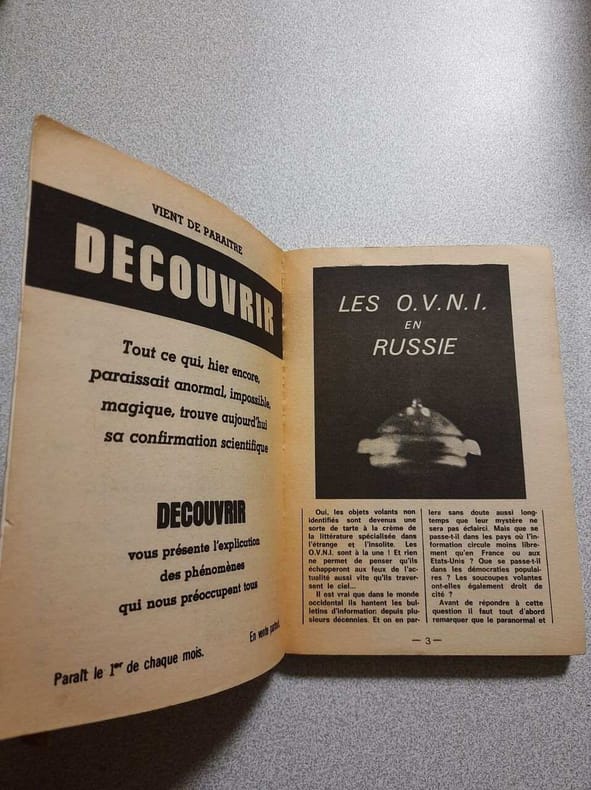 VIENT DE PARAITRE
DECOUVRIR
Tout ce qui, hier encore,
paraissait anormal, impossible,
magique, trouve aujourd'hui
sa confirmation scientifique
DECOUVRIR
vous présente l'explication
des phénomènes
qui nous préoccupent tous
En vente partout.
Paraît le 1er de chaque mois.
LES O.V.N.I.
EN
RUSSIE
Oui, les objets volants non
identifiés sont devenus une
sorte de tarte à la crème de
la littérature spécialisée dans
l'étrange et l'insolite. Les
O.V.N.I. sont à la une ! Et rien
ne permet de penser qu'ils
échapperont aux feux de l'ac-
tualité aussi vite qu'ils traver-
sent le ciel...
Il est vrai que dans le monde
occidental ils hantent les bul-
letins d'information depuis plu-
sieurs décennies. Et on en par-
lera sans doute aussi long-
temps que leur mystère ne
sera pas éclairci. Mais que se
passe-t-il dans les pays où l'in-
formation circule moins libre-
ment qu'en France ou aux
Etats-Unis ? Que se passe-t-il
dans les démocraties populai-
res ? Les soucoupes volantes
ont-elles également droit de
cité ?
Avant de répondre à cette
question il faut tout d'abord
remarquer que le paranormal et
— 3 —